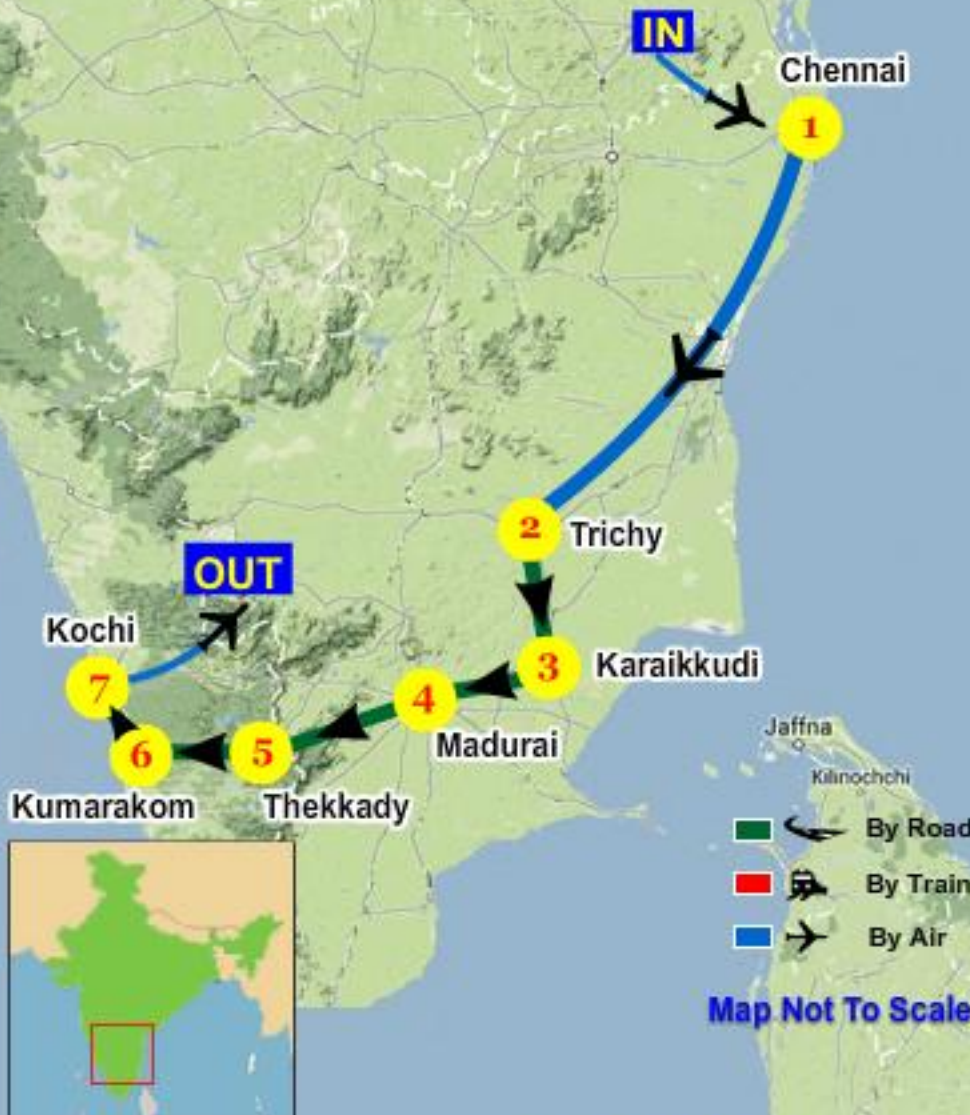 IN
Chennai
1
2
Trichy
OUT
Kochi
7
3
Karaikkudi
4
Madurai
6
5
Kumarakom
Thekkady
Jaffna
Kilinochchi
By Road
By Train
By Air
Map Not To Scale